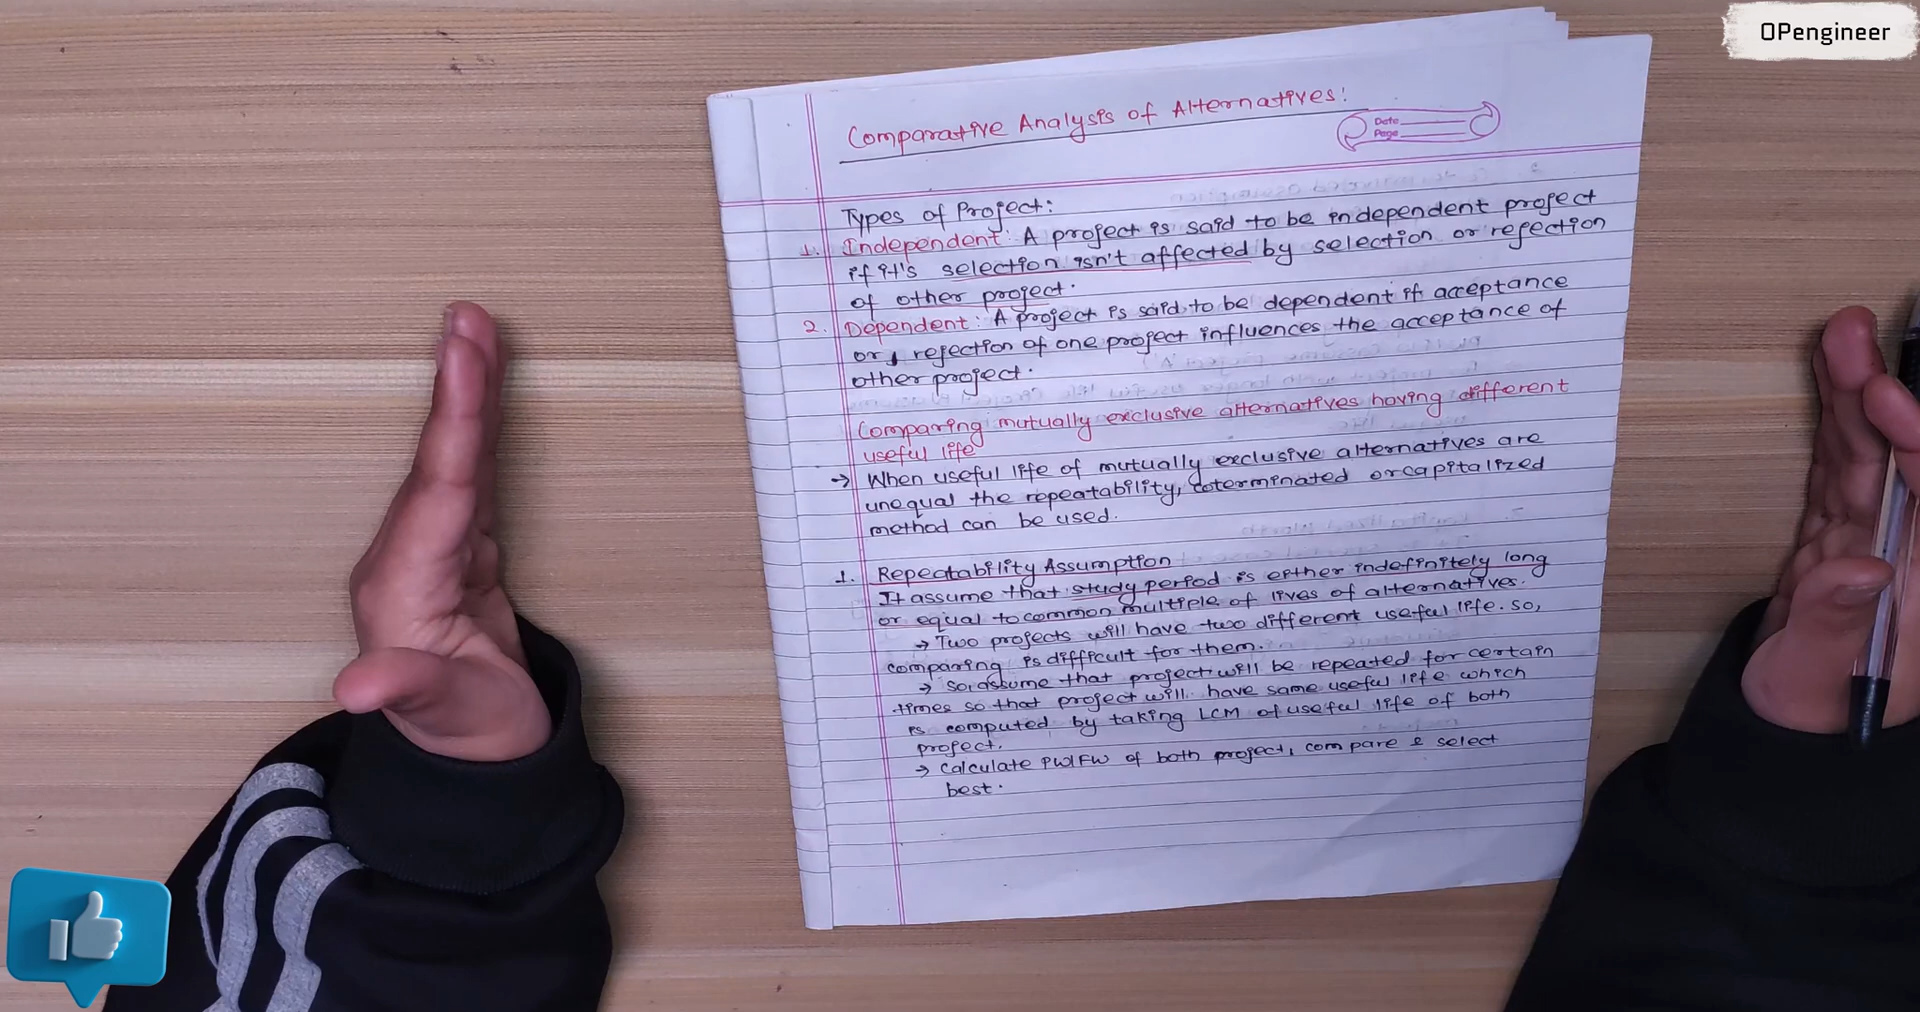 OPengineer
Comparative Analysis of Alternatives:
Date
Page
Types of Project:
1. Independent: A project is said to be independent project
if it's selection isn't affected by selection or rejection
of other project.
2. Dependent: A project is said to be dependent if acceptance
or, rejection of one project influences the acceptance of
other project.
Comparing mutually exclusive alternatives having different
useful life
→ When useful life of mutually exclusive alternatives are
unequal the repeatability, coterminated or capitalized
method can be used.
1. Repeatability Assumption
It assume that study period is either indefinitely long
or equal to common multiple of lives of alternatives.
→ Two projects will have two different useful life. so,
comparing is difficult for them.
→ so, assume that project will be repeated for certain
times so that project will have same useful life which
is computed by taking LCM of useful life of both
project.
→ Calculate PW/FW of both project, compare & select
best.